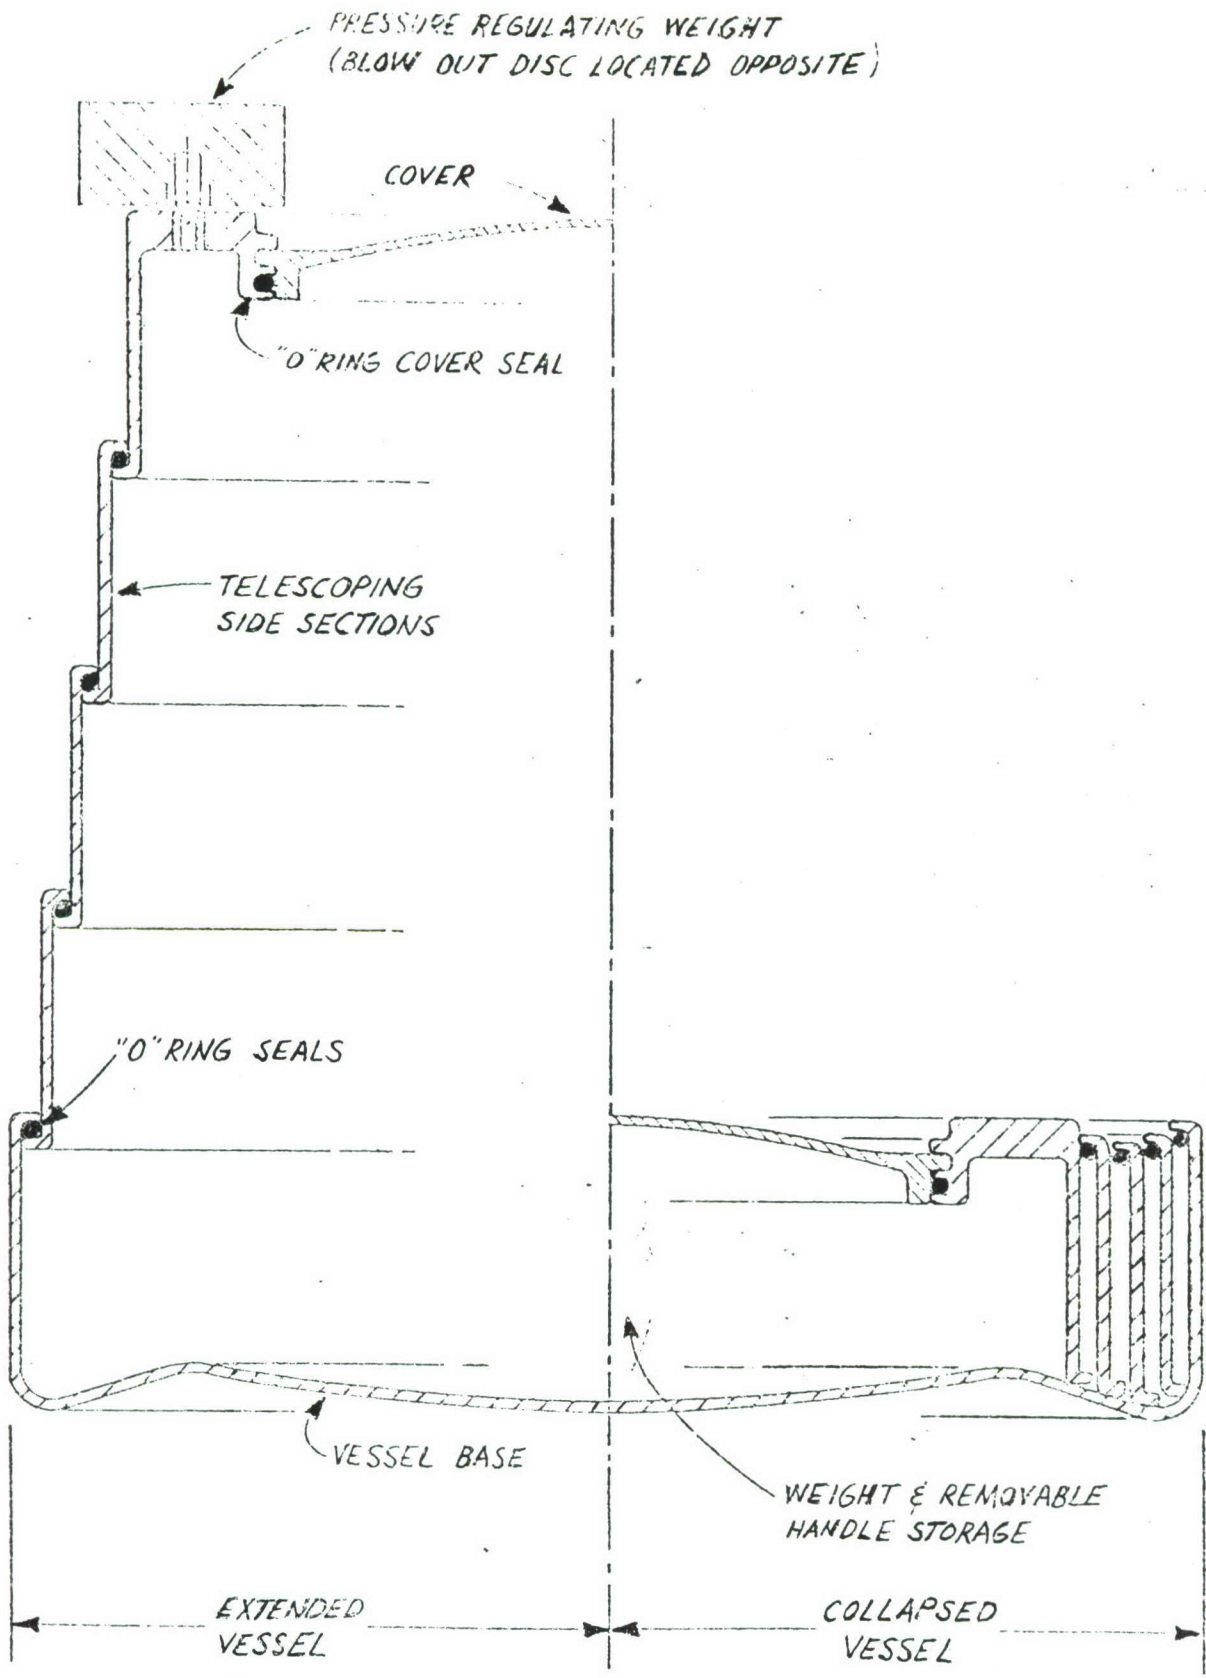 PRESSURE REGULATING WEIGHT
(BLOW OUT DISC LOCATED OPPOSITE)
COVER
"O" RING COVER SEAL
TELESCOPING
SIDE SECTIONS
"O" RING SEALS
VESSEL BASE
WEIGHT & REMOVABLE
HANDLE STORAGE
EXTENDED
VESSEL
COLLAPSED
VESSEL